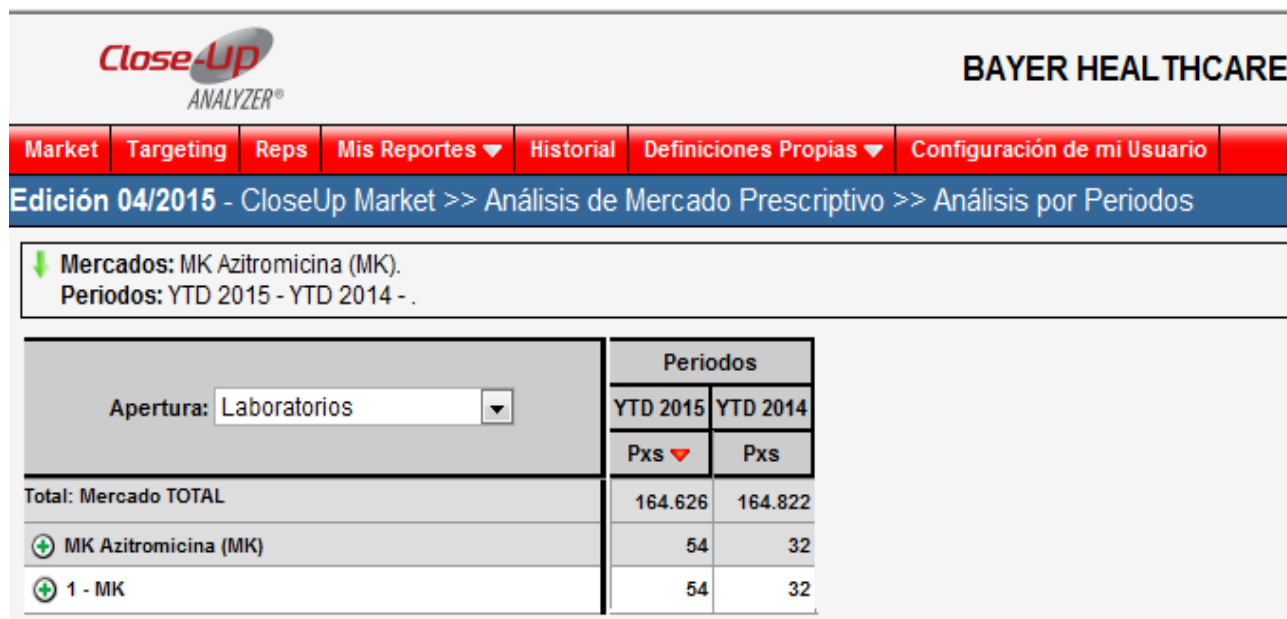 Close-Up
ANALYZER®
BAYER HEALTHCARE
Market Targeting Reps Mis Reportes Historial Definiciones Propias Configuración de mi Usuario
Edición 04/2015 - CloseUp Market >> Análisis de Mercado Prescriptivo >> Análisis por Periodos
Mercados: MK Azitromicina (MK).
Periodos: YTD 2015 - YTD 2014 - .
Periodos
Apertura: Laboratorios YTD 2015 YTD 2014
Pxs Pxs
Total: Mercado TOTAL 164.626 164.822
MK Azitromicina (MK) 54 32
1 - MK 54 32